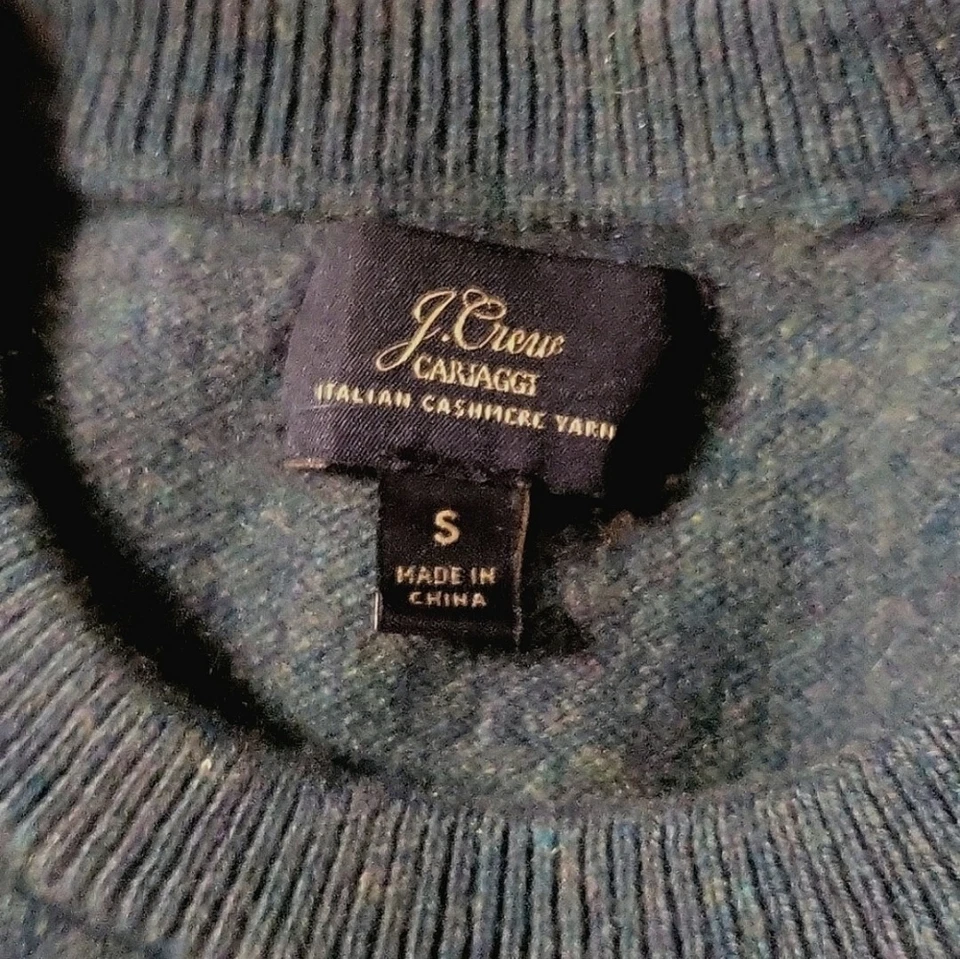 J.Crew
CARIAGGI
ITALIAN CASHMERE YARN
S
MADE IN
CHINA